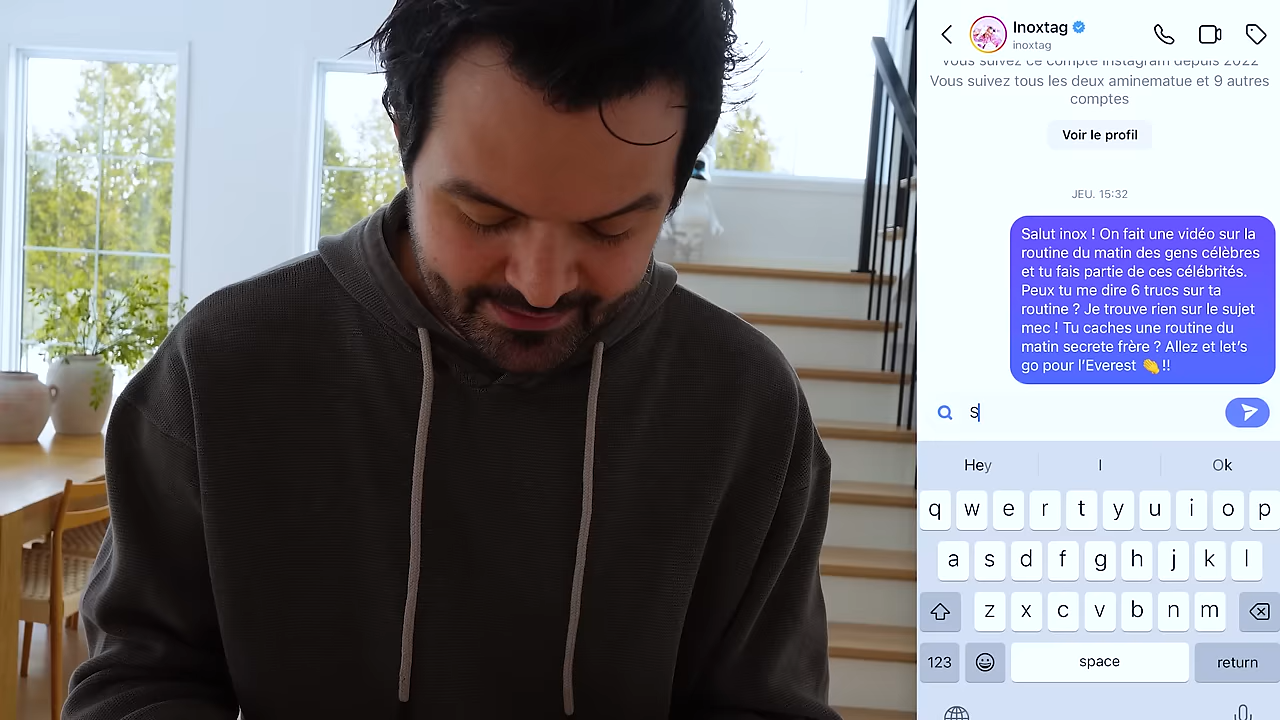 Inoxtag
inoxtag
Vous suivez ce compte Instagram depuis 2022
Vous suivez tous les deux aminematue et 9 autres
comptes
Voir le profil
JEU. 15:32
Salut inox ! On fait une vidéo sur la
routine du matin des gens célèbres
et tu fais partie de ces célébrités.
Peux tu me dire 6 trucs sur ta
routine ? Je trouve rien sur le sujet
mec ! Tu caches une routine du
matin secrete frère ? Allez et let’s
go pour l’Everest 👏!!
S
Hey I Ok
q w e r t y u i o p
a s d f g h j k l
z x c v b n m
123 space return